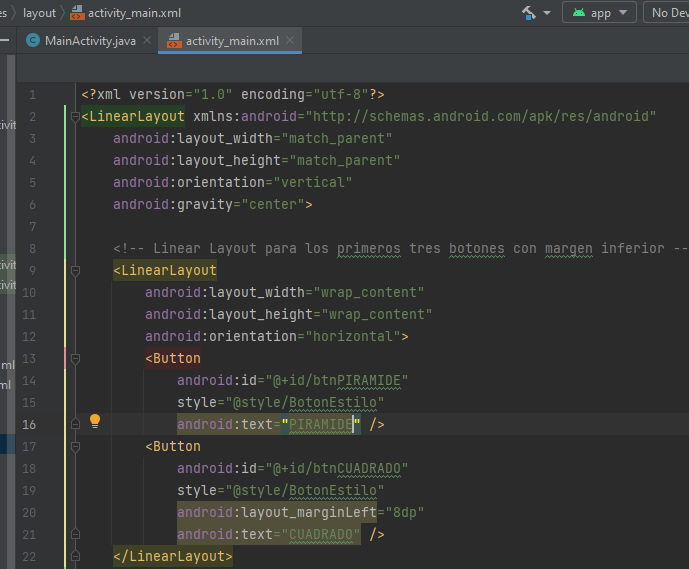 es > layout > activity_main.xml app No Dev
MainActivity.java activity_main.xml
1 <?xml version="1.0" encoding="utf-8"?>
2 <LinearLayout xmlns:android="http://schemas.android.com/apk/res/android"
3 android:layout_width="match_parent"
4 android:layout_height="match_parent"
5 android:orientation="vertical"
6 android:gravity="center">
7
8 <!-- Linear Layout para los primeros tres botones con margen inferior --
9 <LinearLayout
10 android:layout_width="wrap_content"
11 android:layout_height="wrap_content"
12 android:orientation="horizontal">
13 <Button
14 android:id="@+id/btnPIRAMIDE"
15 style="@style/BotonEstilo"
16 android:text="PIRAMIDE" />
17 <Button
18 android:id="@+id/btnCUADRADO"
19 style="@style/BotonEstilo"
20 android:layout_marginLeft="8dp"
21 android:text="CUADRADO" />
22 </LinearLayout>